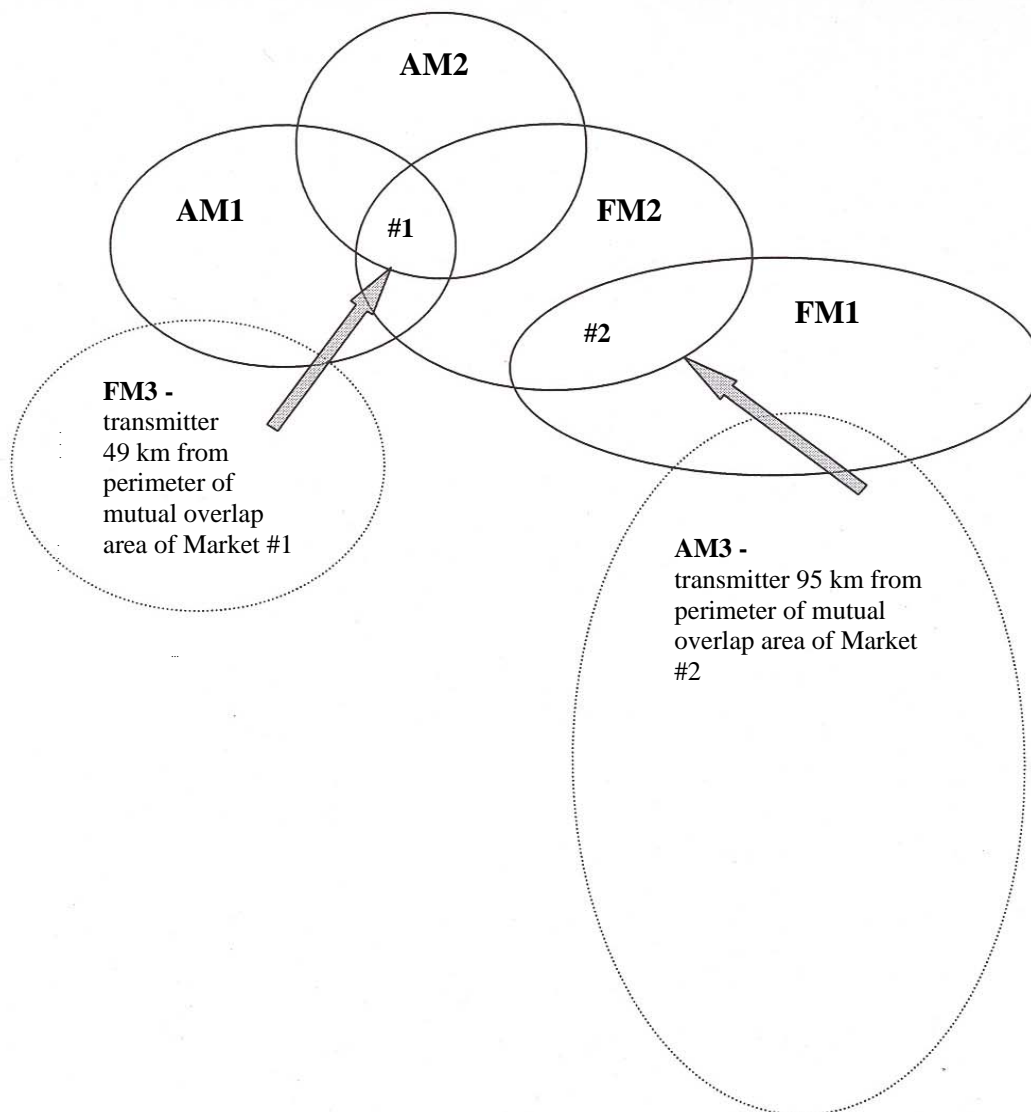 AM2
AM1
#1
FM2
#2
FM1
FM3 -
transmitter
49 km from
perimeter of
mutual overlap
area of Market #1
AM3 -
transmitter 95 km from
perimeter of mutual
overlap area of Market
#2